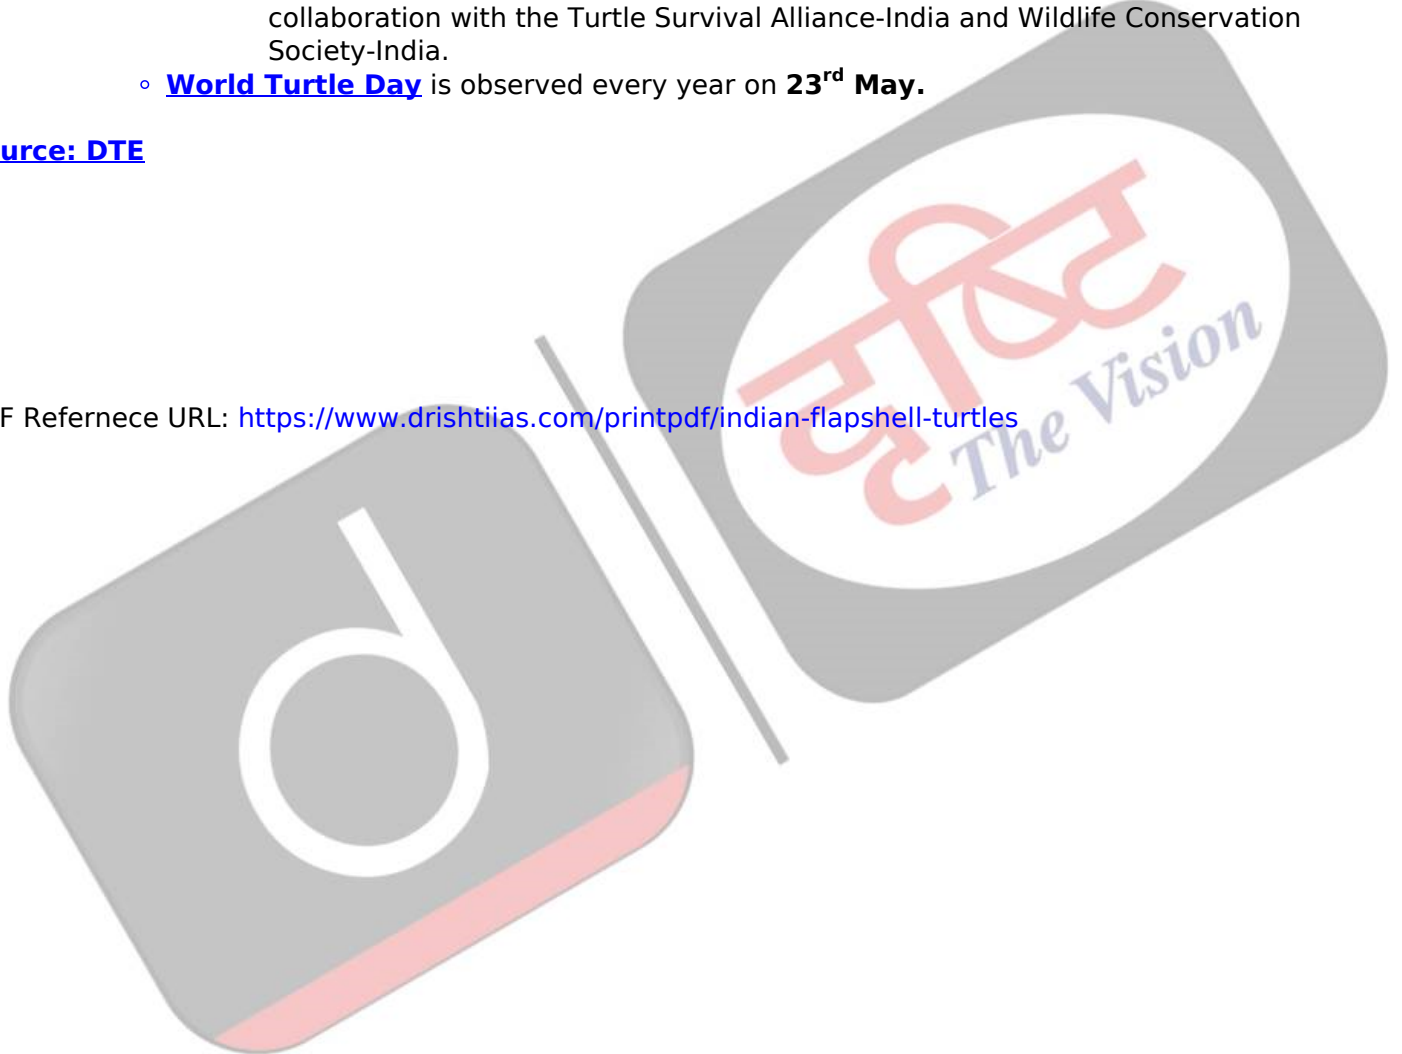 collaboration with the Turtle Survival Alliance-India and Wildlife Conservation
Society-India.
World Turtle Day is observed every year on 23rd May.
urce: DTE
F Refernece URL: https://www.drishtiias.com/printpdf/indian-flapshell-turtles
दृष्टि
The Vision
d